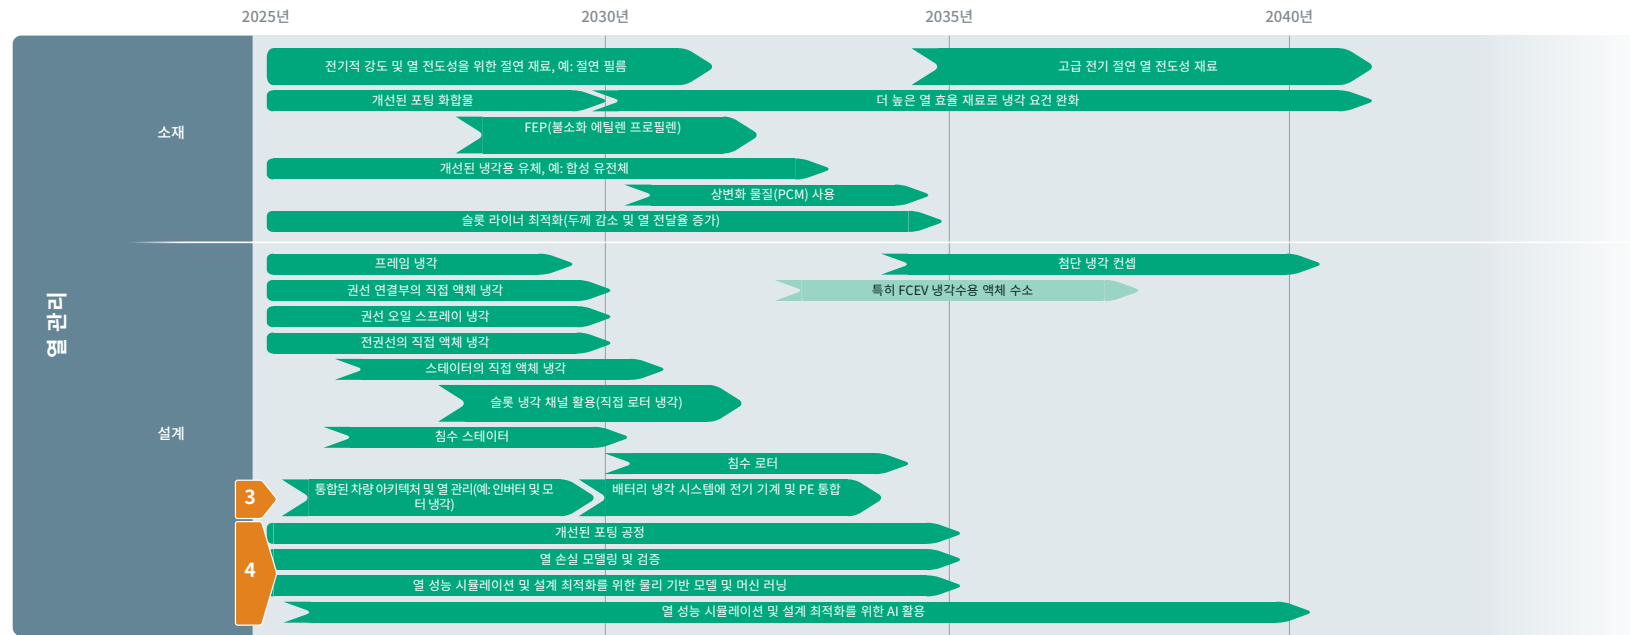 2025년
2030년
2035년
2040년
열 관리
소재
전기적 강도 및 열 전도성을 위한 절연 재료, 예: 절연 필름
고급 전기 절연 열 전도성 재료
개선된 포팅 화합물
더 높은 열 효율 재료로 냉각 요건 완화
FEP(불소화 에틸렌 프로필렌)
개선된 냉각용 유체, 예: 합성 유전체
상변화 물질(PCM) 사용
슬롯 라이너 최적화(두께 감소 및 열 전달율 증가)
설계
프레임 냉각
첨단 냉각 컨셉
권선 연결부의 직접 액체 냉각
특히 FCEV 냉각수용 액체 수소
권선 오일 스프레이 냉각
전권선의 직접 액체 냉각
스테이터의 직접 액체 냉각
슬롯 냉각 채널 활용(직접 로터 냉각)
침수 스테이터
침수 로터
3
통합된 차량 아키텍처 및 열 관리(예: 인버터 및 모
터 냉각)
배터리 냉각 시스템에 전기 기계 및 PE 통합
4
개선된 포팅 공정
열 손실 모델링 및 검증
열 성능 시뮬레이션 및 설계 최적화를 위한 물리 기반 모델 및 머신 러닝
열 성능 시뮬레이션 및 설계 최적화를 위한 AI 활용